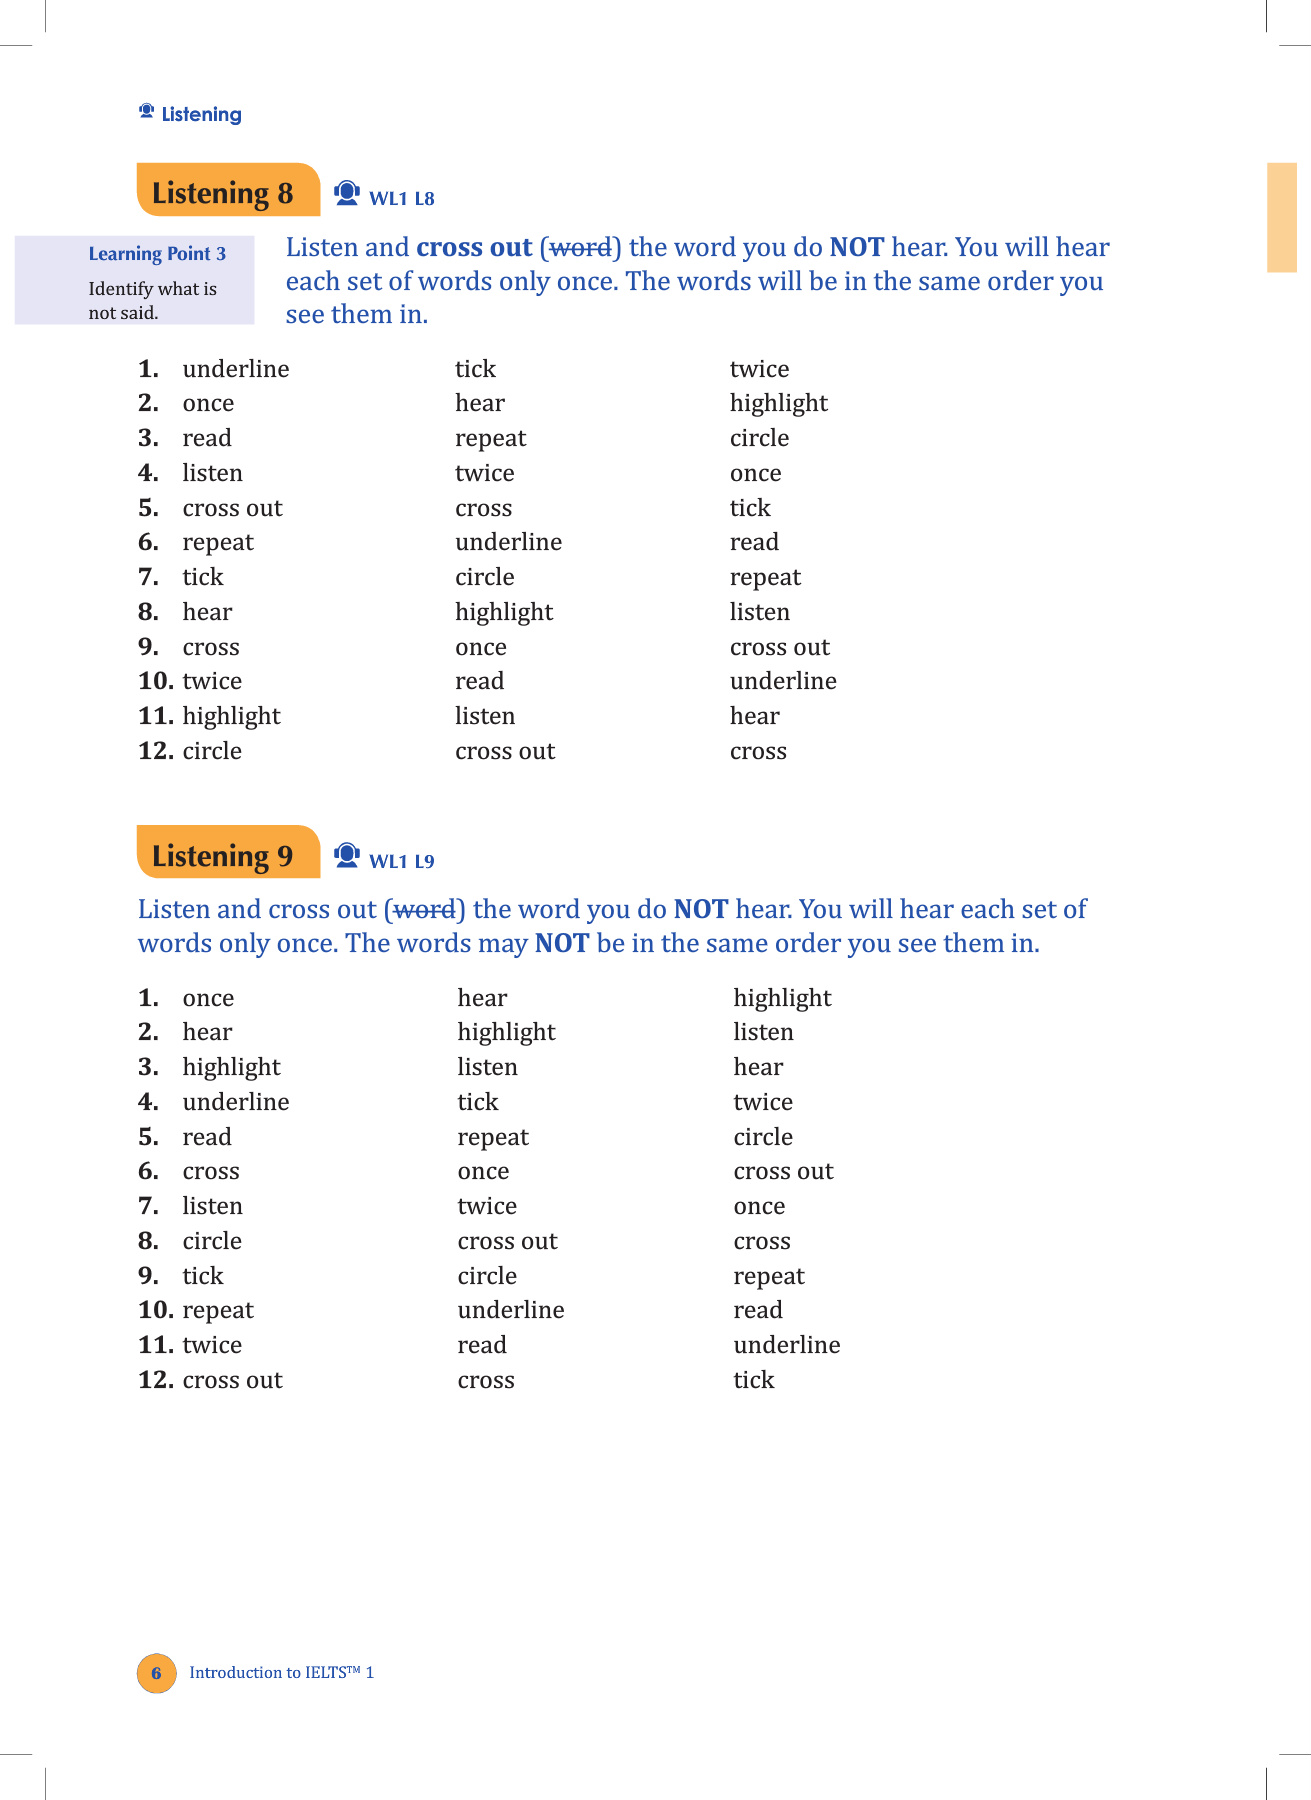 Listening
Listening 8 WL1 L8
Learning Point 3
Identify what is
not said.
Listen and cross out (word) the word you do NOT hear. You will hear
each set of words only once. The words will be in the same order you
see them in.
1. underline tick twice
2. once hear highlight
3. read repeat circle
4. listen twice once
5. cross out cross tick
6. repeat underline read
7. tick circle repeat
8. hear highlight listen
9. cross once cross out
10. twice read underline
11. highlight listen hear
12. circle cross out cross
Listening 9 WL1 L9
Listen and cross out (word) the word you do NOT hear. You will hear each set of
words only once. The words may NOT be in the same order you see them in.
1. once hear highlight
2. hear highlight listen
3. highlight listen hear
4. underline tick twice
5. read repeat circle
6. cross once cross out
7. listen twice once
8. circle cross out cross
9. tick circle repeat
10. repeat underline read
11. twice read underline
12. cross out cross tick
6 Introduction to IELTS™ 1